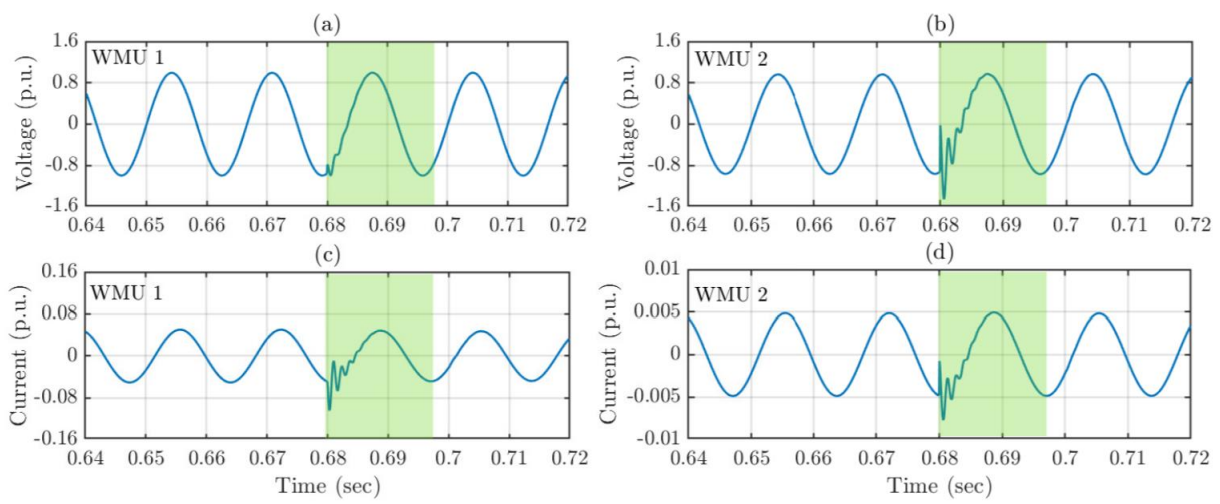 (a)
WMU 1
Voltage (p.u.)
1.6
0.8
0
-0.8
-1.6
0.64 0.65 0.66 0.67 0.68 0.69 0.7 0.71 0.72
(b)
WMU 2
Voltage (p.u.)
1.6
0.8
0
-0.8
-1.6
0.64 0.65 0.66 0.67 0.68 0.69 0.7 0.71 0.72
(c)
WMU 1
Current (p.u.)
0.16
0.08
0
-0.08
-0.16
0.64 0.65 0.66 0.67 0.68 0.69 0.7 0.71 0.72
Time (sec)
(d)
WMU 2
Current (p.u.)
0.01
0.005
0
-0.005
-0.01
0.64 0.65 0.66 0.67 0.68 0.69 0.7 0.71 0.72
Time (sec)